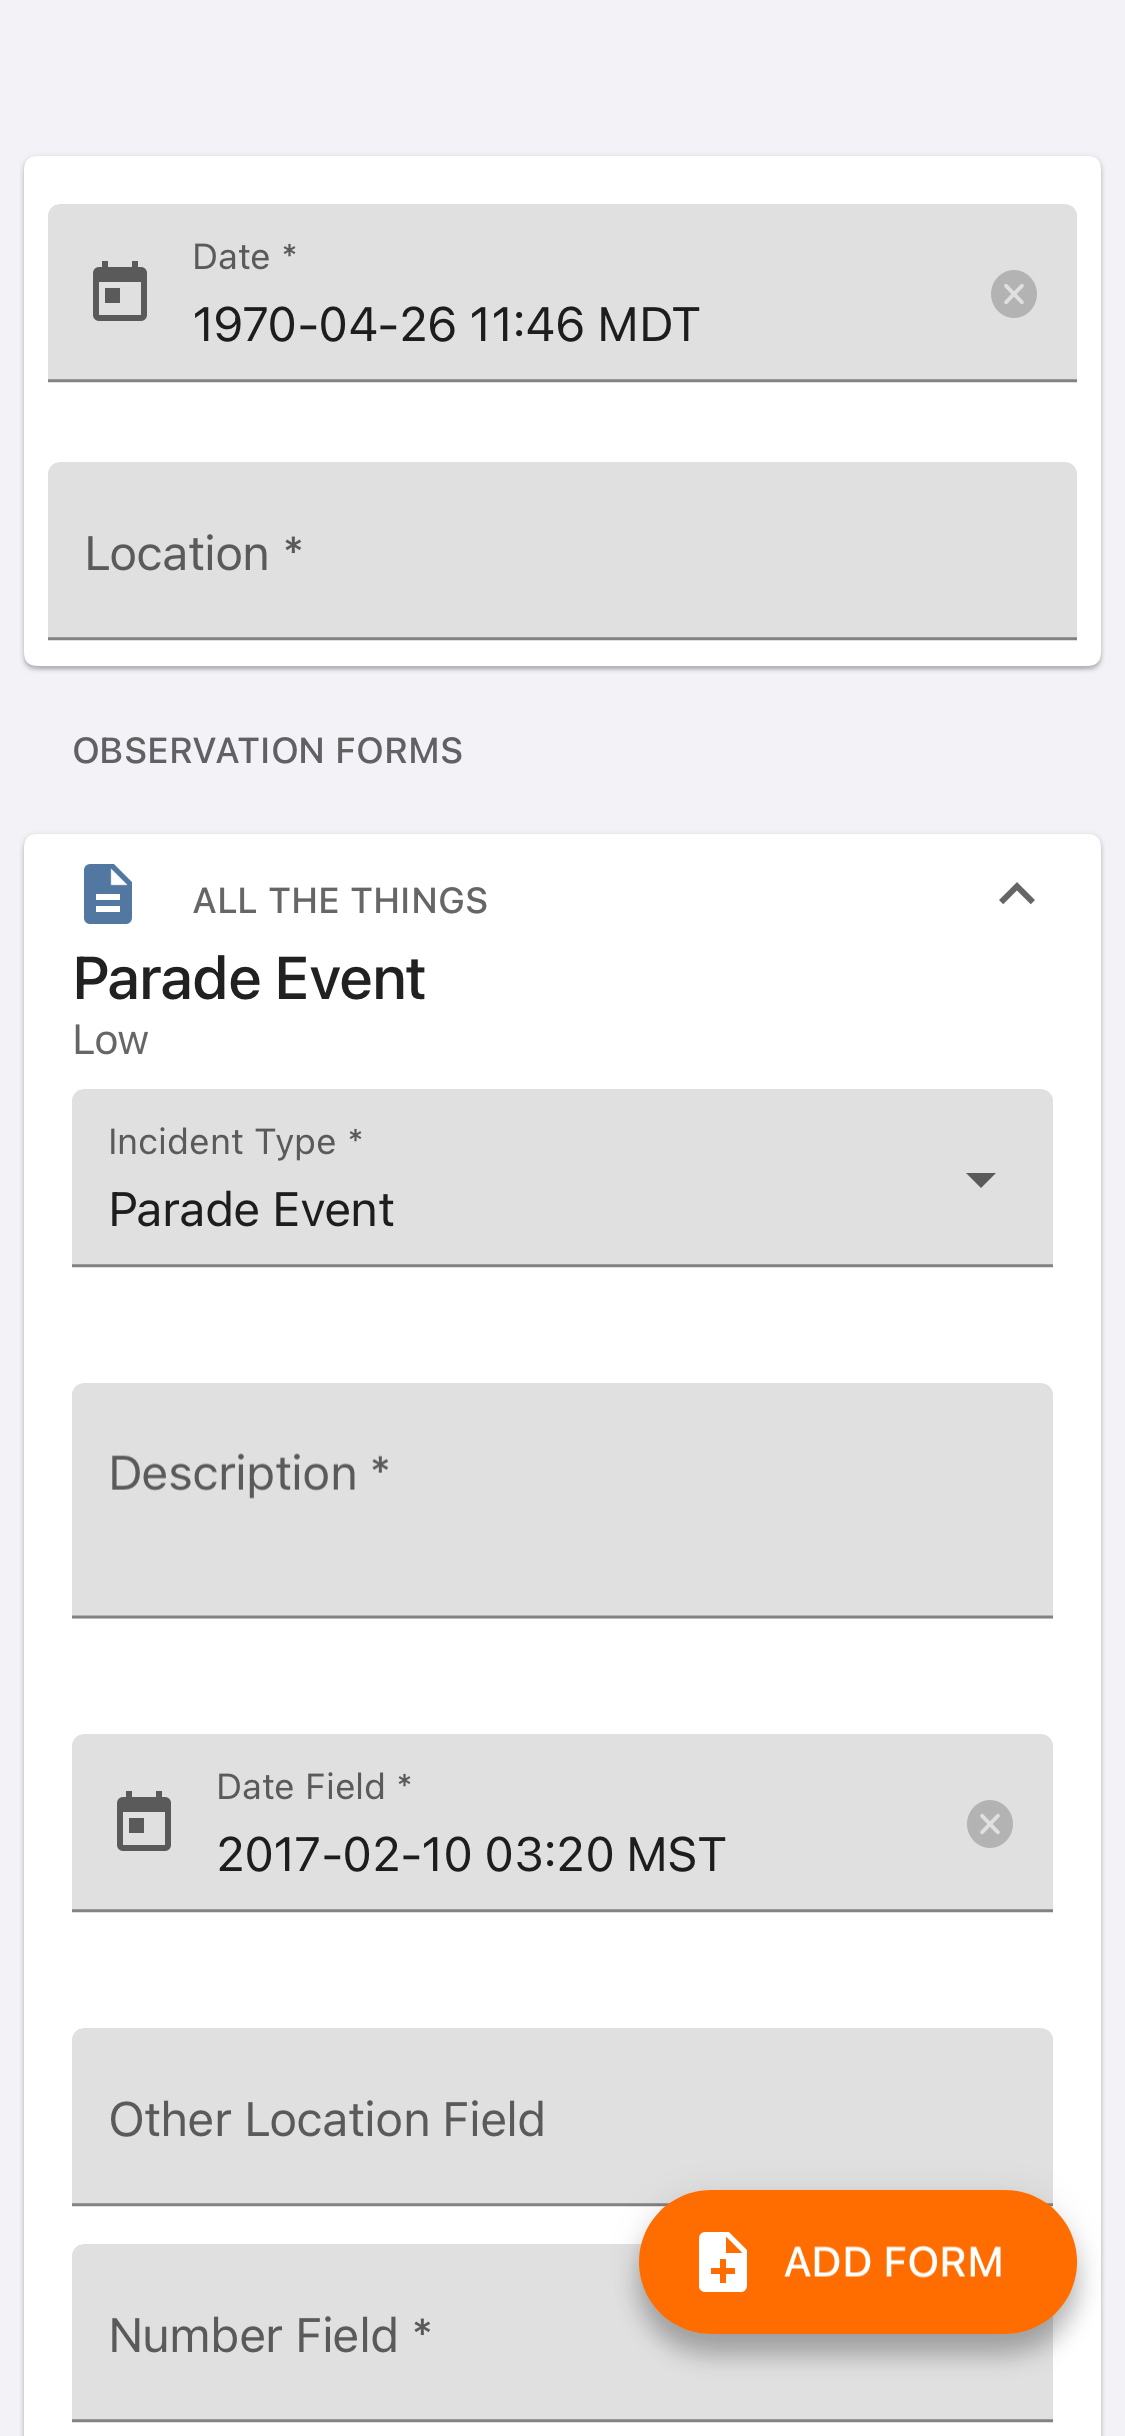 Date *
1970-04-26 11:46 MDT
Location *
OBSERVATION FORMS
ALL THE THINGS
Parade Event
Low
Incident Type *
Parade Event
Description *
Date Field *
2017-02-10 03:20 MST
Other Location Field
ADD FORM
Number Field *